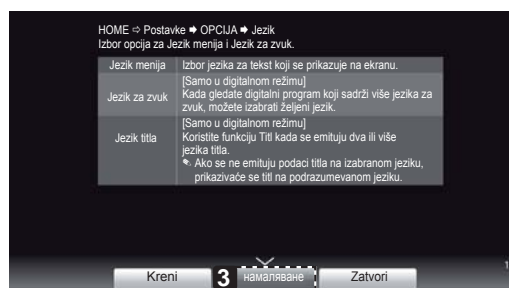 HOME ⇨ Postavke ➡ OPCIJA ➡ Jezik
Izbor opcija za Jezik menija i Jezik za zvuk.
Jezik menija
Izbor jezika za tekst koji se prikazuje na ekranu.
Jezik za zvuk
[Samo u digitalnom režimu]
Kada gledate digitalni program koji sadrži više jezika za
zvuk, možete izabrati željeni jezik.
Jezik titla
[Samo u digitalnom režimu]
Koristite funkciju Titl kada se emituju dva ili više
jezika titla.
✎ Ako se ne emituju podaci titla na izabranom jeziku,
prikazivaće se titl na podrazumevanom jeziku.
Kreni
3
намаляване
Zatvori
1